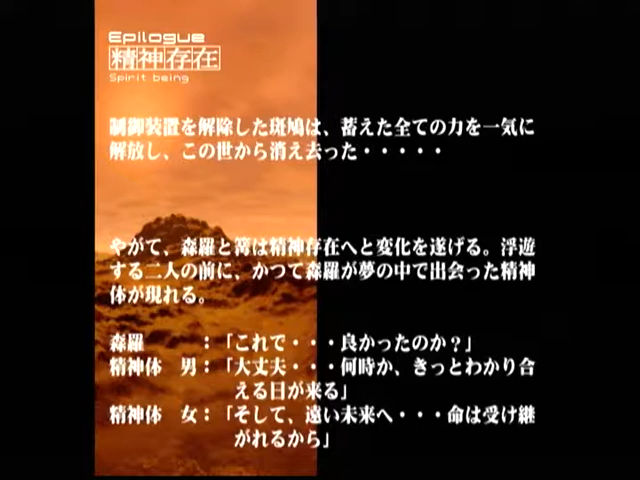 Epilogue
精神存在
Spirit being
制御装置を解除した斑鳩は、蓄えた全ての力を一気に
解放し、この世から消え去った・・・・・
やがて、森羅と篝は精神存在へと変化を遂げる。浮遊
する二人の前に、かつて森羅が夢の中で出会った精神
体が現れる。
森羅　　　：「これで・・・良かったのか？」
精神体　男：「大丈夫・・・何時か、きっとわかり合
える日が来る」
精神体　女：「そして、遠い未来へ・・・命は受け継
がれるから」